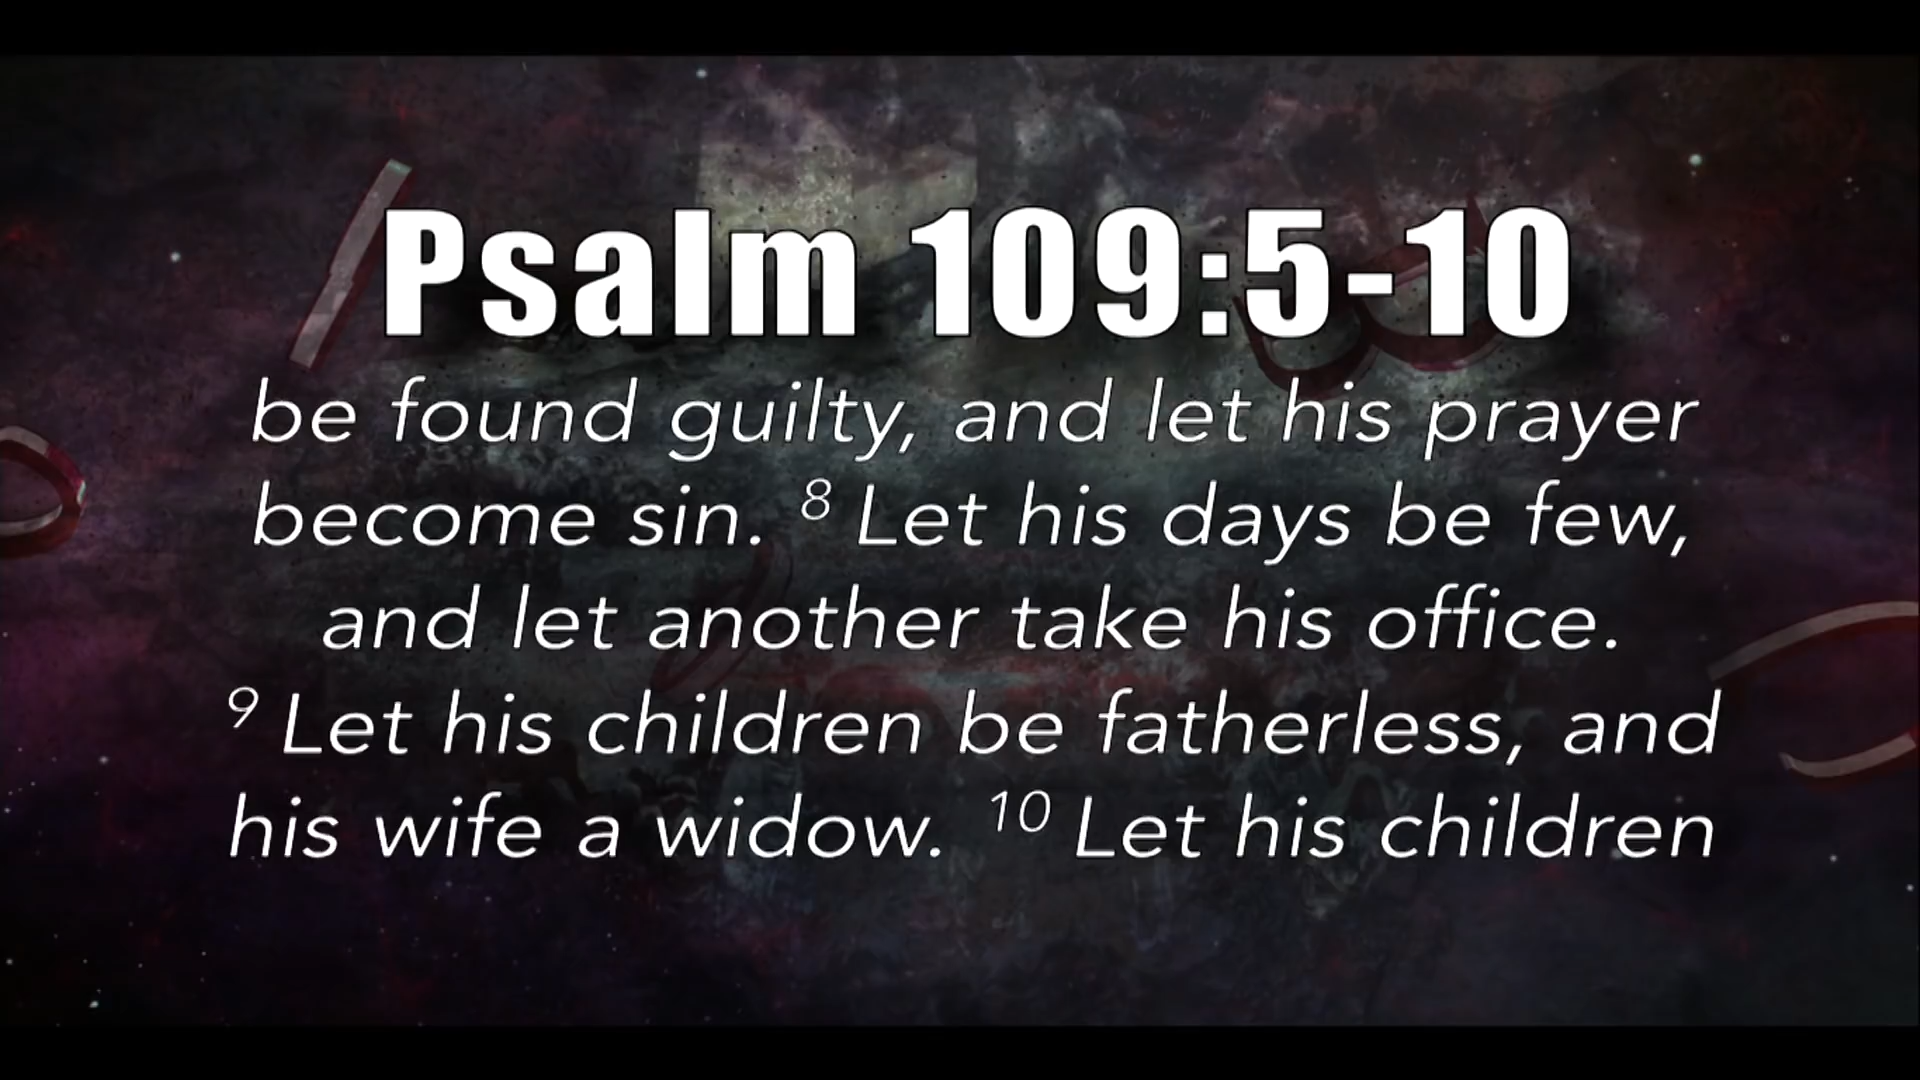 Psalm 109:5-10
be found guilty, and let his prayer
become sin. 8 Let his days be few,
and let another take his office.
9 Let his children be fatherless, and
his wife a widow. 10 Let his children